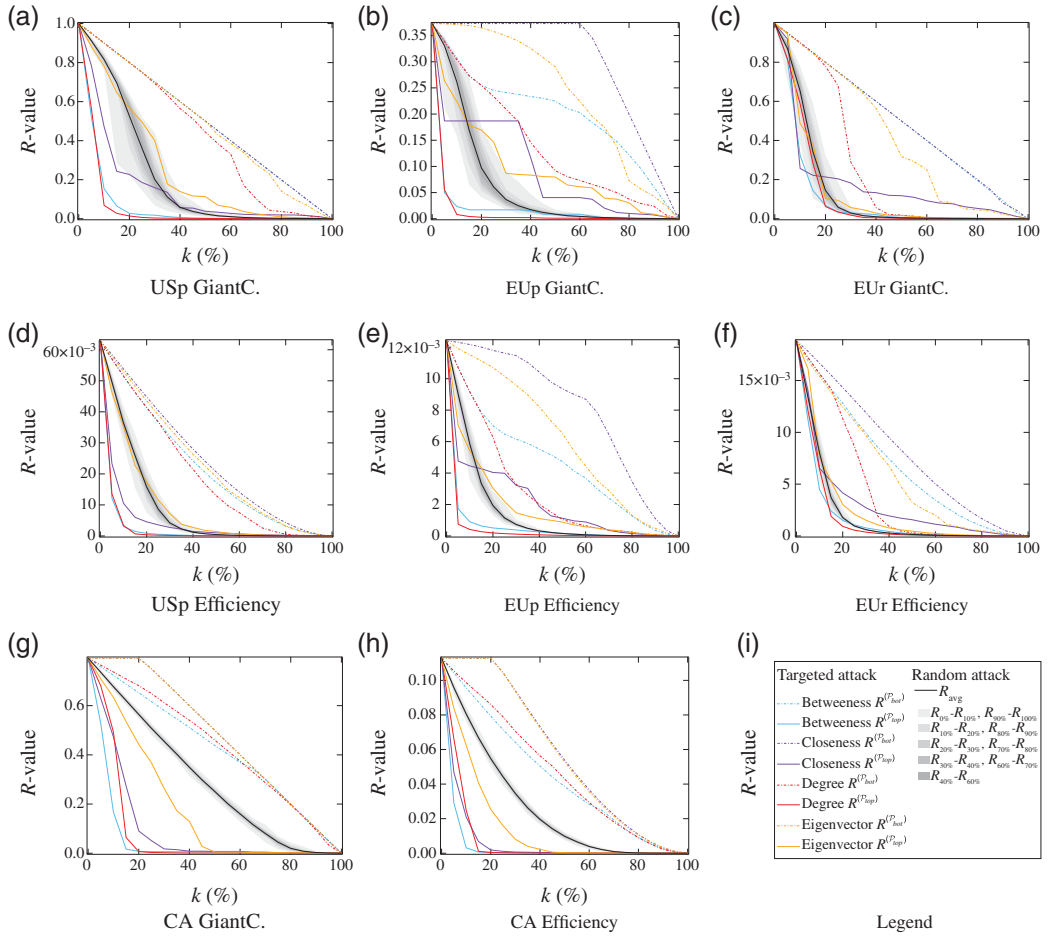 (a)
1.0
0.8
0.6
0.4
0.2
0.0
R-value
0 20 40 60 80 100
k (%)
USp GiantC.
(b)
0.35
0.30
0.25
0.20
0.15
0.10
0.05
0.00
R-value
0 20 40 60 80 100
k (%)
EUp GiantC.
(c)
1.0
0.8
0.6
0.4
0.2
0.0
R-value
0 20 40 60 80 100
k (%)
EUr GiantC.
(d)
60×10⁻³
50
40
30
20
10
0
R-value
0 20 40 60 80 100
k (%)
USp Efficiency
(e)
12×10⁻³
10
8
6
4
2
0
R-value
0 20 40 60 80 100
k (%)
EUp Efficiency
(f)
15×10⁻³
10
5
0
R-value
0 20 40 60 80 100
k (%)
EUr Efficiency
(g)
0.6
0.4
0.2
0.0
R-value
0 20 40 60 80 100
k (%)
CA GiantC.
(h)
0.10
0.08
0.06
0.04
0.02
0.00
R-value
0 20 40 60 80 100
k (%)
CA Efficiency
(i)
R-value
Targeted attack
Betweeness R^(𝒫_bot)
Betweeness R^(𝒫_top)
Closeness R^(𝒫_bot)
Closeness R^(𝒫_top)
Degree R^(𝒫_bot)
Degree R^(𝒫_top)
Eigenvector R^(𝒫_bot)
Eigenvector R^(𝒫_top)
Random attack
R_avg
R_0%-R_10%, R_90%-R_100%
R_10%-R_20%, R_80%-R_90%
R_20%-R_30%, R_70%-R_80%
R_30%-R_40%, R_60%-R_70%
R_40%-R_60%
Legend